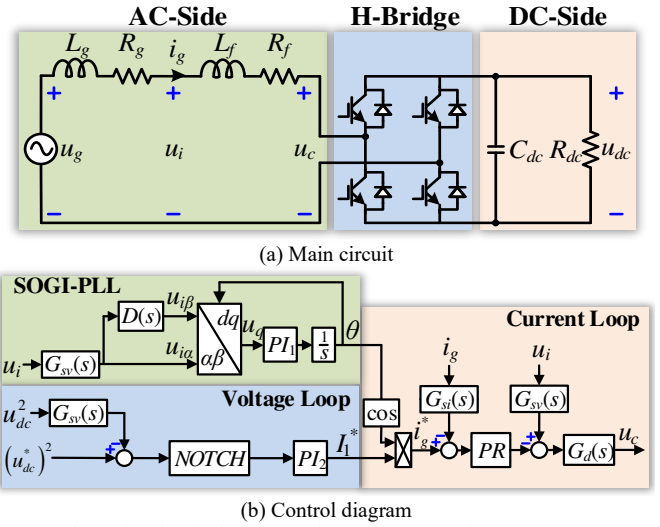 AC-Side H-Bridge DC-Side
L_g R_g i_g L_f R_f
+ + + +
u_g u_i u_c C_dc R_dc u_dc
− − − −
(a) Main circuit
SOGI-PLL
D(s) u_iβ dq u_q PI_1 1/s θ
u_i G_sv(s) u_iα αβ
Current Loop
i_g u_i
G_si(s) G_sv(s)
Voltage Loop
cos
u_dc^2 G_sv(s)
(u_dc^*)^2 − NOTCH PI_2 I_1^* i_g^* − PR − G_d(s) u_c
(b) Control diagram